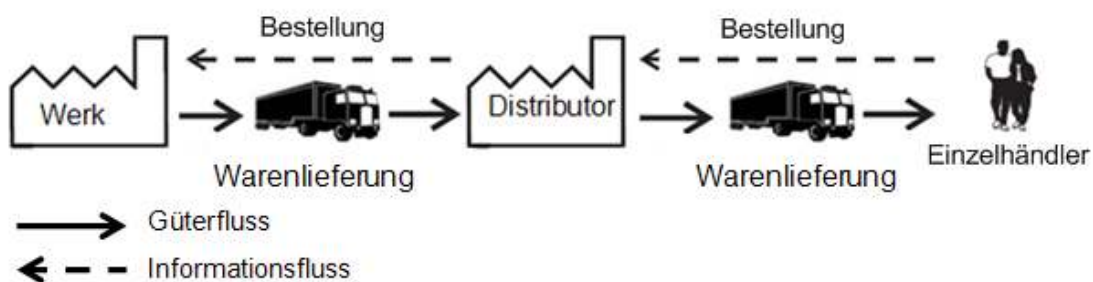 Bestellung
Bestellung
Werk
Distributor
Einzelhändler
Warenlieferung
Warenlieferung
Güterfluss
Informationsfluss